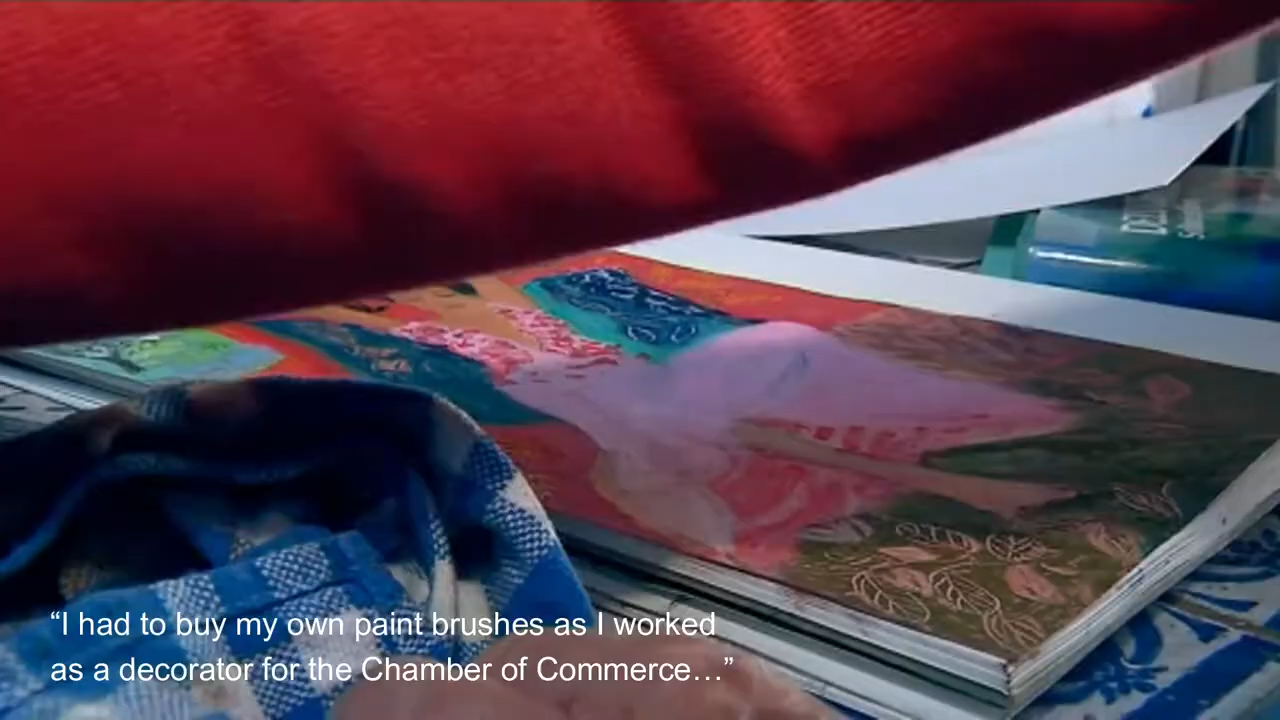 “I had to buy my own paint brushes as I worked
as a decorator for the Chamber of Commerce…”